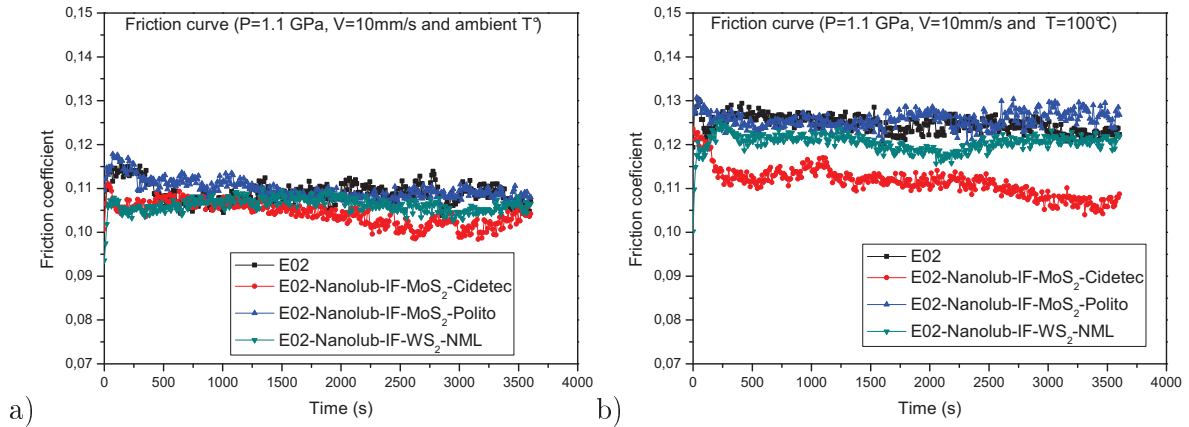 Friction curve (P=1.1 GPa, V=10mm/s and ambient T°)
0,15
0,14
0,13
0,12
0,11
0,10
0,09
0,08
0,07
Friction coefficient
E02
E02-Nanolub-IF-MoS₂-Cidetec
E02-Nanolub-IF-MoS₂-Polito
E02-Nanolub-IF-WS₂-NML
0 500 1000 1500 2000 2500 3000 3500 4000
Time (s)
a)
Friction curve (P=1.1 GPa, V=10mm/s and T=100°C)
0,15
0,14
0,13
0,12
0,11
0,10
0,09
0,08
0,07
Friction coeficient
E02
E02-Nanolub-IF-MoS₂-Cidetec
E02-Nanolub-IF-MoS₂-Polito
E02-Nanolub-IF-WS₂-NML
0 500 1000 1500 2000 2500 3000 3500 4000
Time (s)
b)